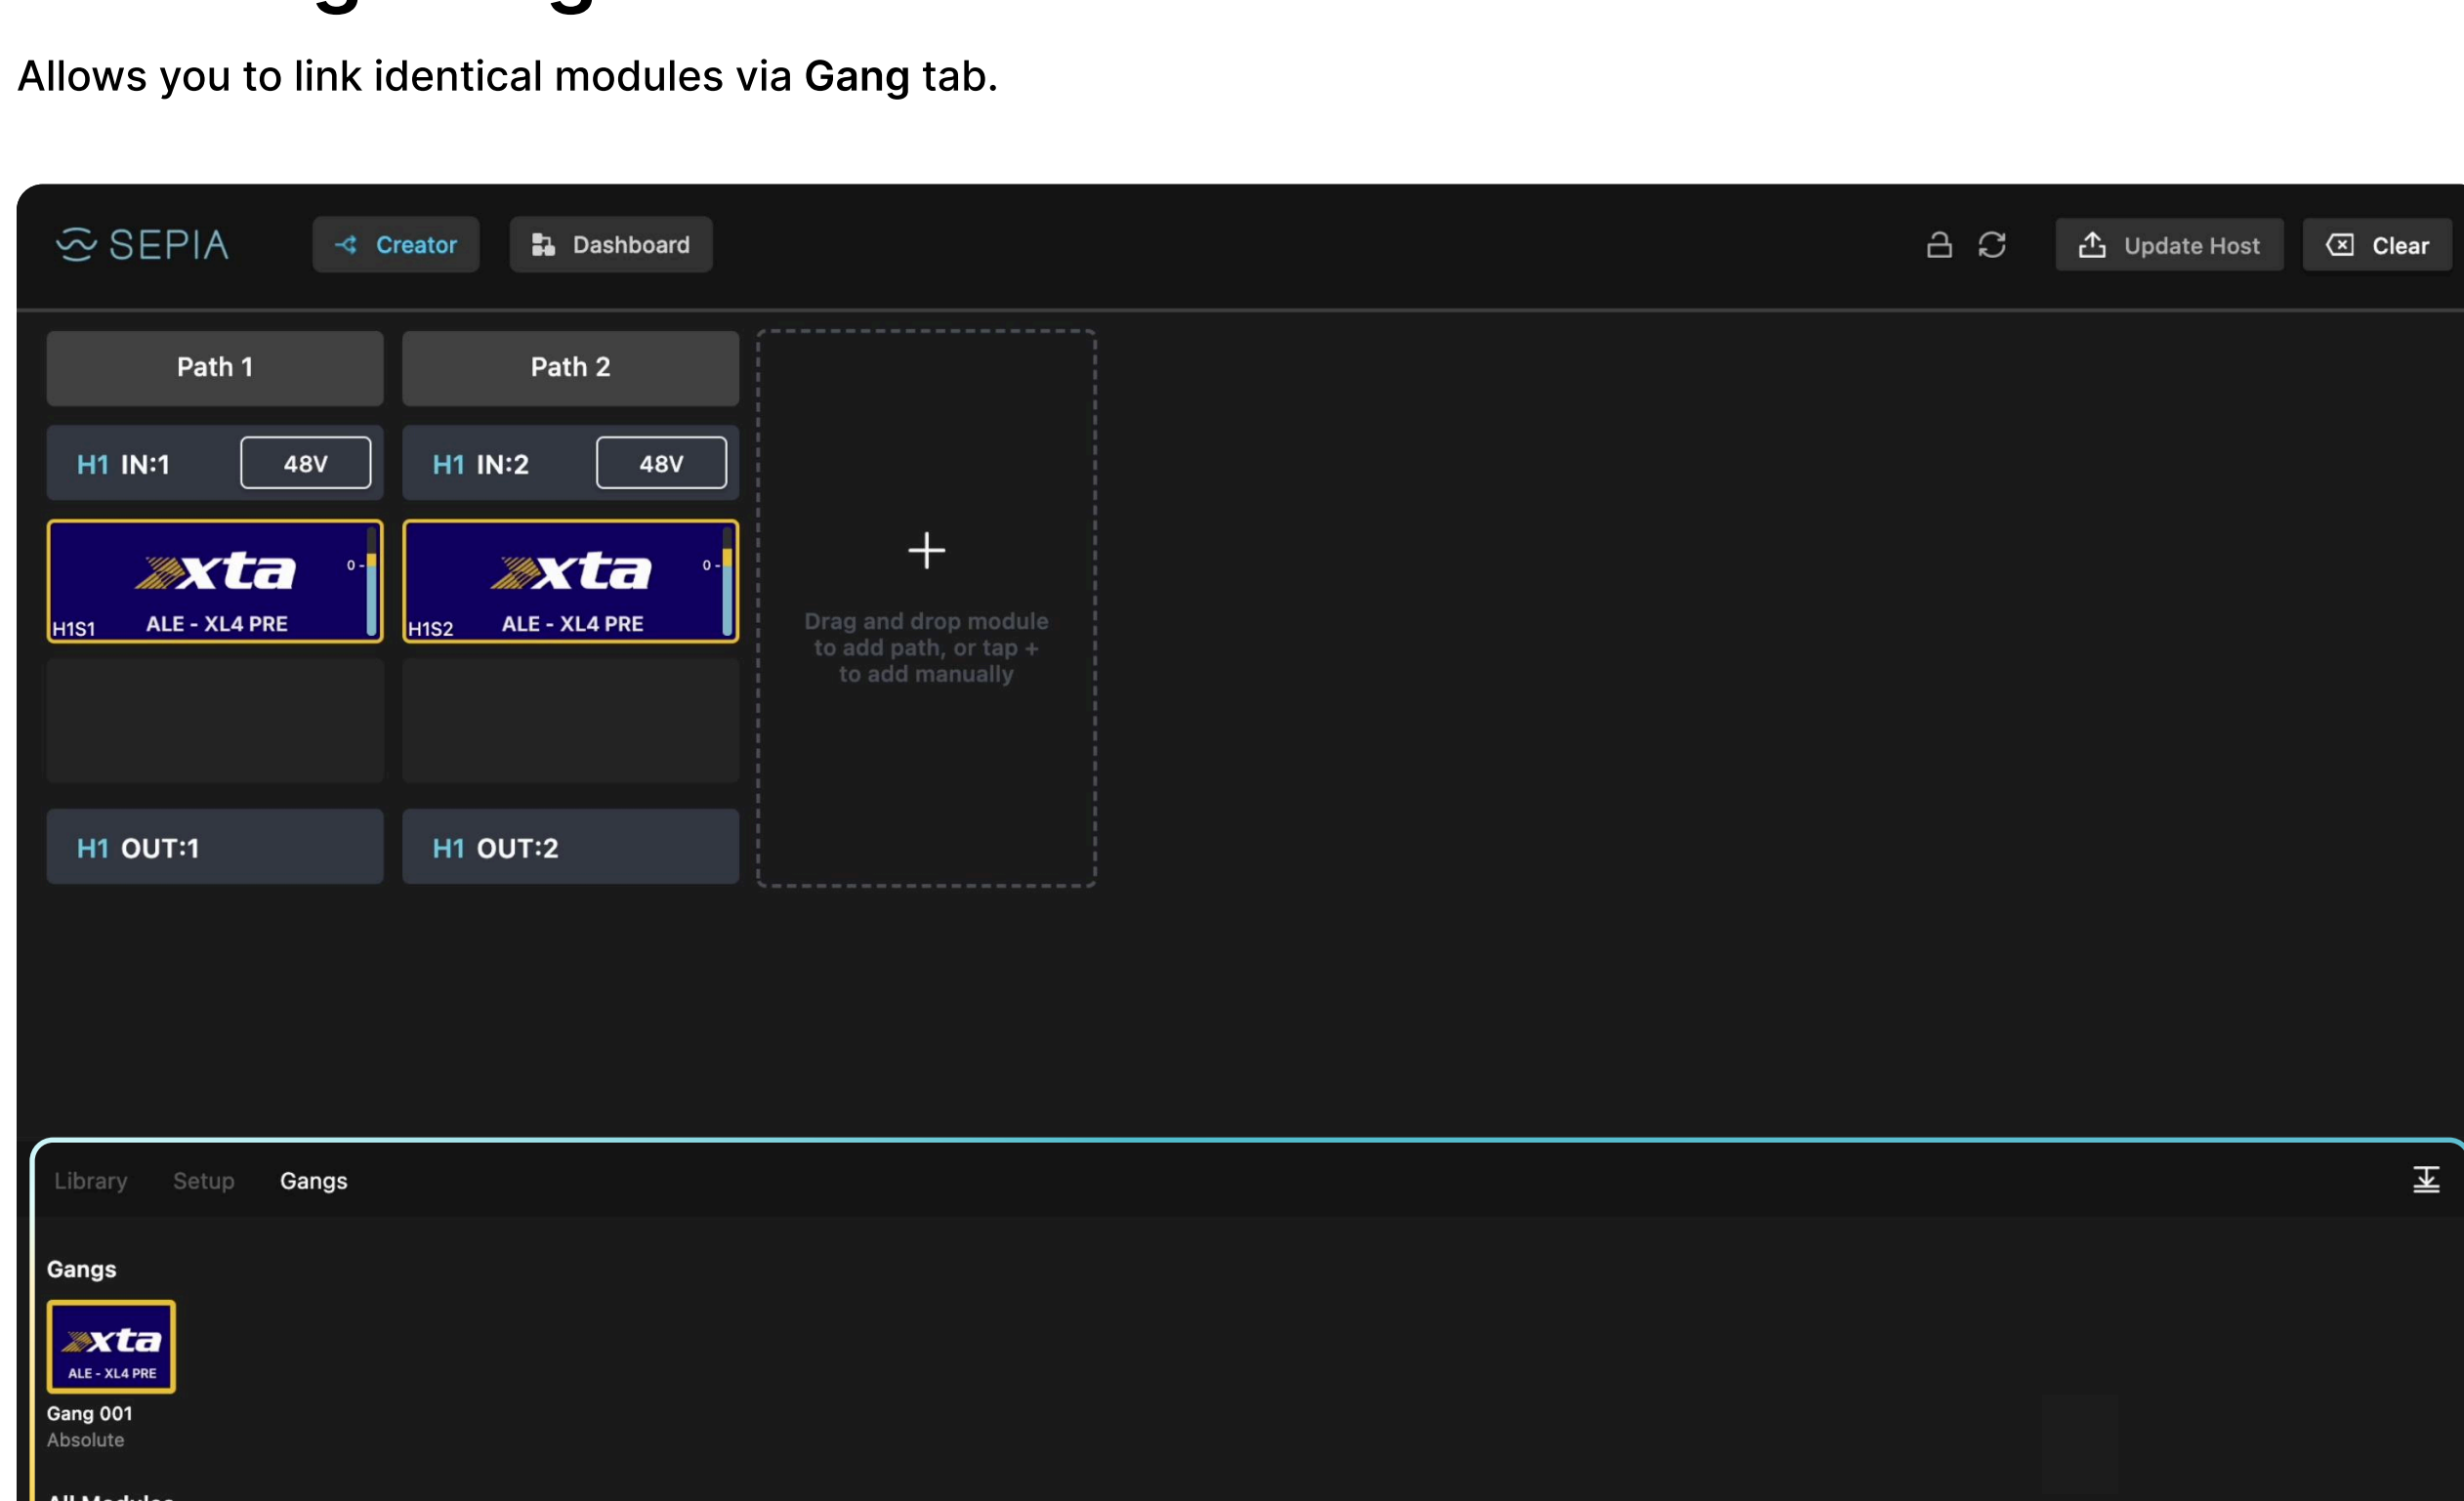 Allows you to link identical modules via Gang tab.
SEPIA
Creator
Dashboard
Update Host
Clear
Path 1
Path 2
H1 IN:1
48V
H1 IN:2
48V
xta
0 -
ALE - XL4 PRE
H1S1
xta
0 -
ALE - XL4 PRE
H1S2
+
Drag and drop module
to add path, or tap +
to add manually
H1 OUT:1
H1 OUT:2
Library
Setup
Gangs
Gangs
xta
ALE - XL4 PRE
Gang 001
Absolute
All Modules